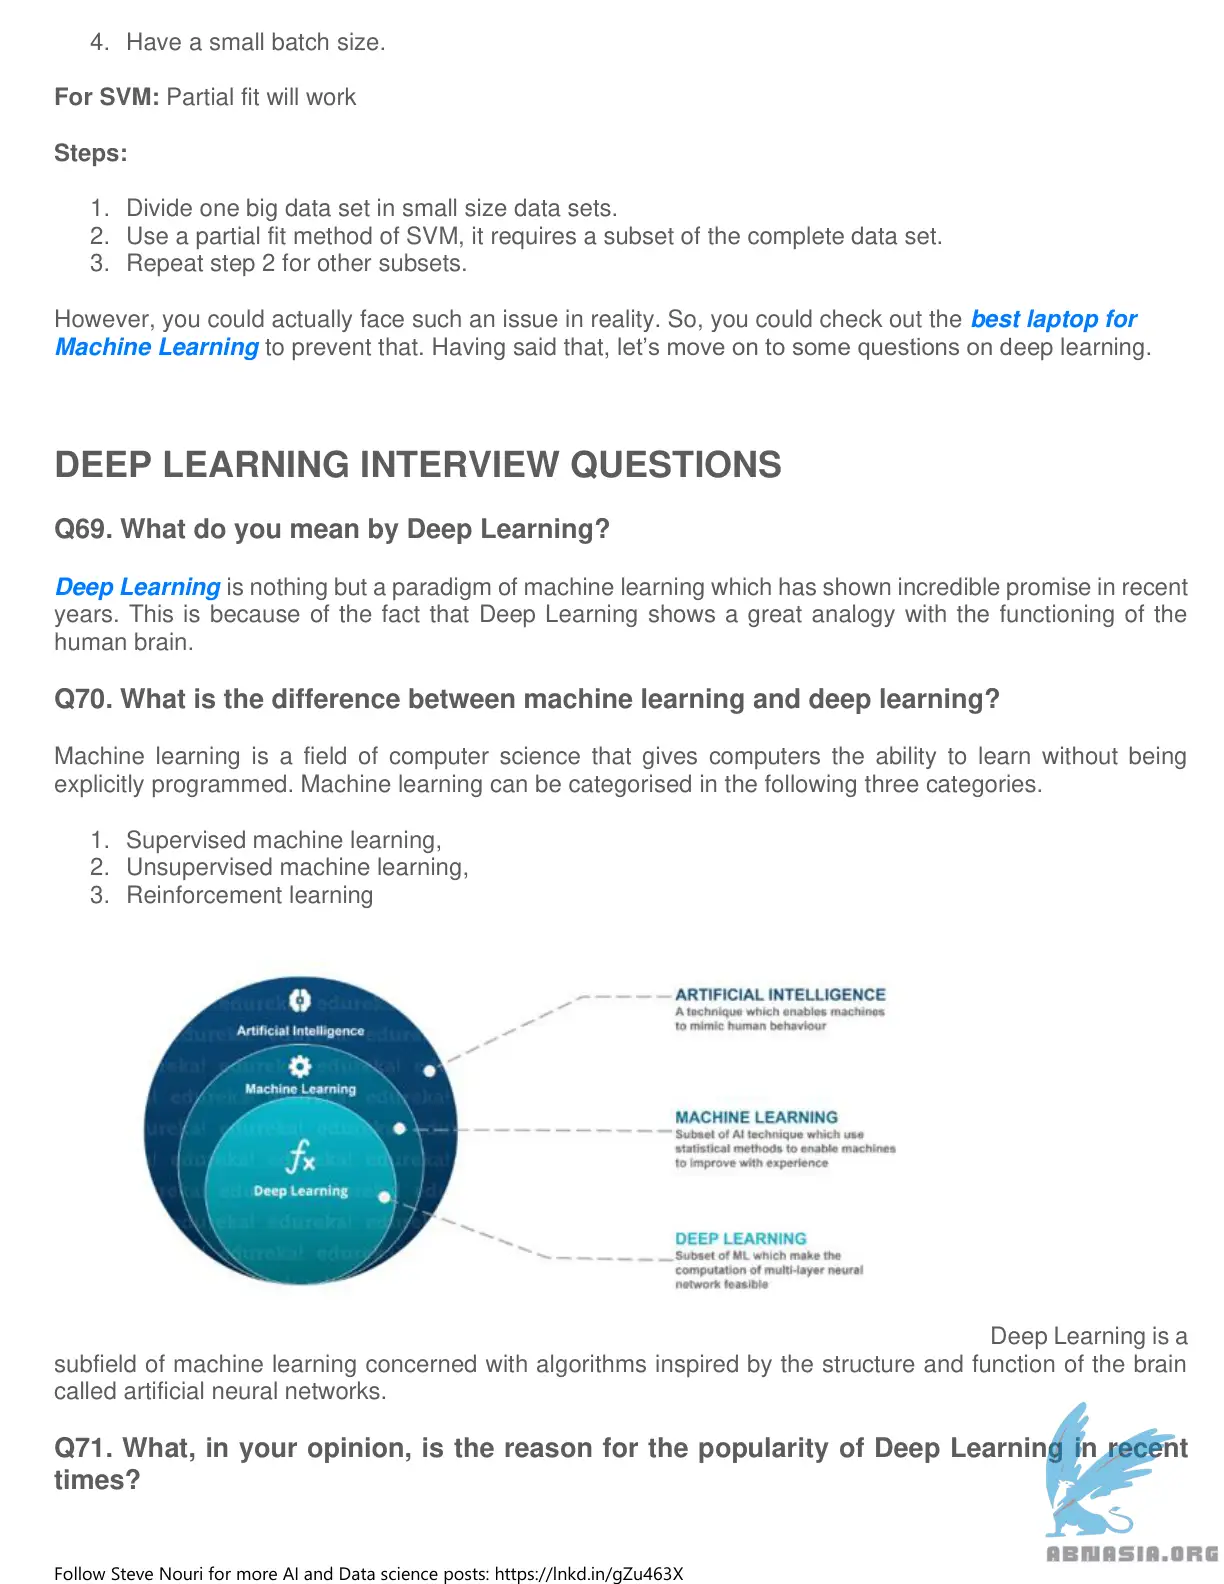 4. Have a small batch size.
For SVM: Partial fit will work
Steps:
1. Divide one big data set in small size data sets.
2. Use a partial fit method of SVM, it requires a subset of the complete data set.
3. Repeat step 2 for other subsets.
However, you could actually face such an issue in reality. So, you could check out the best laptop for
Machine Learning to prevent that. Having said that, let’s move on to some questions on deep learning.
DEEP LEARNING INTERVIEW QUESTIONS
Q69. What do you mean by Deep Learning?
Deep Learning is nothing but a paradigm of machine learning which has shown incredible promise in recent
years. This is because of the fact that Deep Learning shows a great analogy with the functioning of the
human brain.
Q70. What is the difference between machine learning and deep learning?
Machine learning is a field of computer science that gives computers the ability to learn without being
explicitly programmed. Machine learning can be categorised in the following three categories.
1. Supervised machine learning,
2. Unsupervised machine learning,
3. Reinforcement learning
Artificial Intelligence
Machine Learning
fx
Deep Learning
ARTIFICIAL INTELLIGENCE
A technique which enables machines
to mimic human behaviour
MACHINE LEARNING
Subset of AI technique which use
statistical methods to enable machines
to improve with experience
DEEP LEARNING
Subset of ML which make the
computation of multi-layer neural
network feasible
Deep Learning is a
subfield of machine learning concerned with algorithms inspired by the structure and function of the brain
called artificial neural networks.
Q71. What, in your opinion, is the reason for the popularity of Deep Learning in recent
times?
ABNASIA.ORG
Follow Steve Nouri for more AI and Data science posts: https://lnkd.in/gZu463X